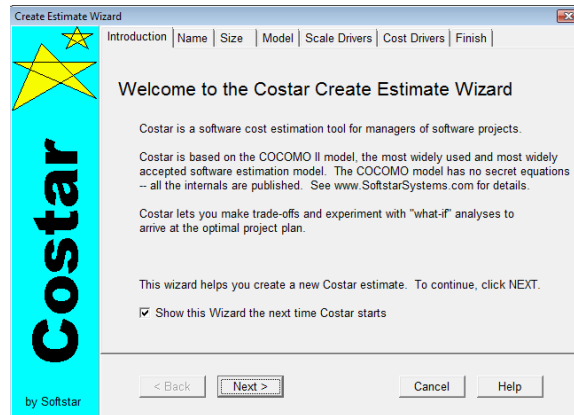 Create Estimate Wizard
Introduction Name Size Model Scale Drivers Cost Drivers Finish
Welcome to the Costar Create Estimate Wizard
Costar is a software cost estimation tool for managers of software projects.
Costar is based on the COCOMO II model, the most widely used and most widely
accepted software estimation model. The COCOMO model has no secret equations
-- all the internals are published. See www.SoftstarSystems.com for details.
Costar lets you make trade-offs and experiment with "what-if" analyses to
arrive at the optimal project plan.
This wizard helps you create a new Costar estimate. To continue, click NEXT.
Show this Wizard the next time Costar starts
< Back Next > Cancel Help
Costar
by Softstar